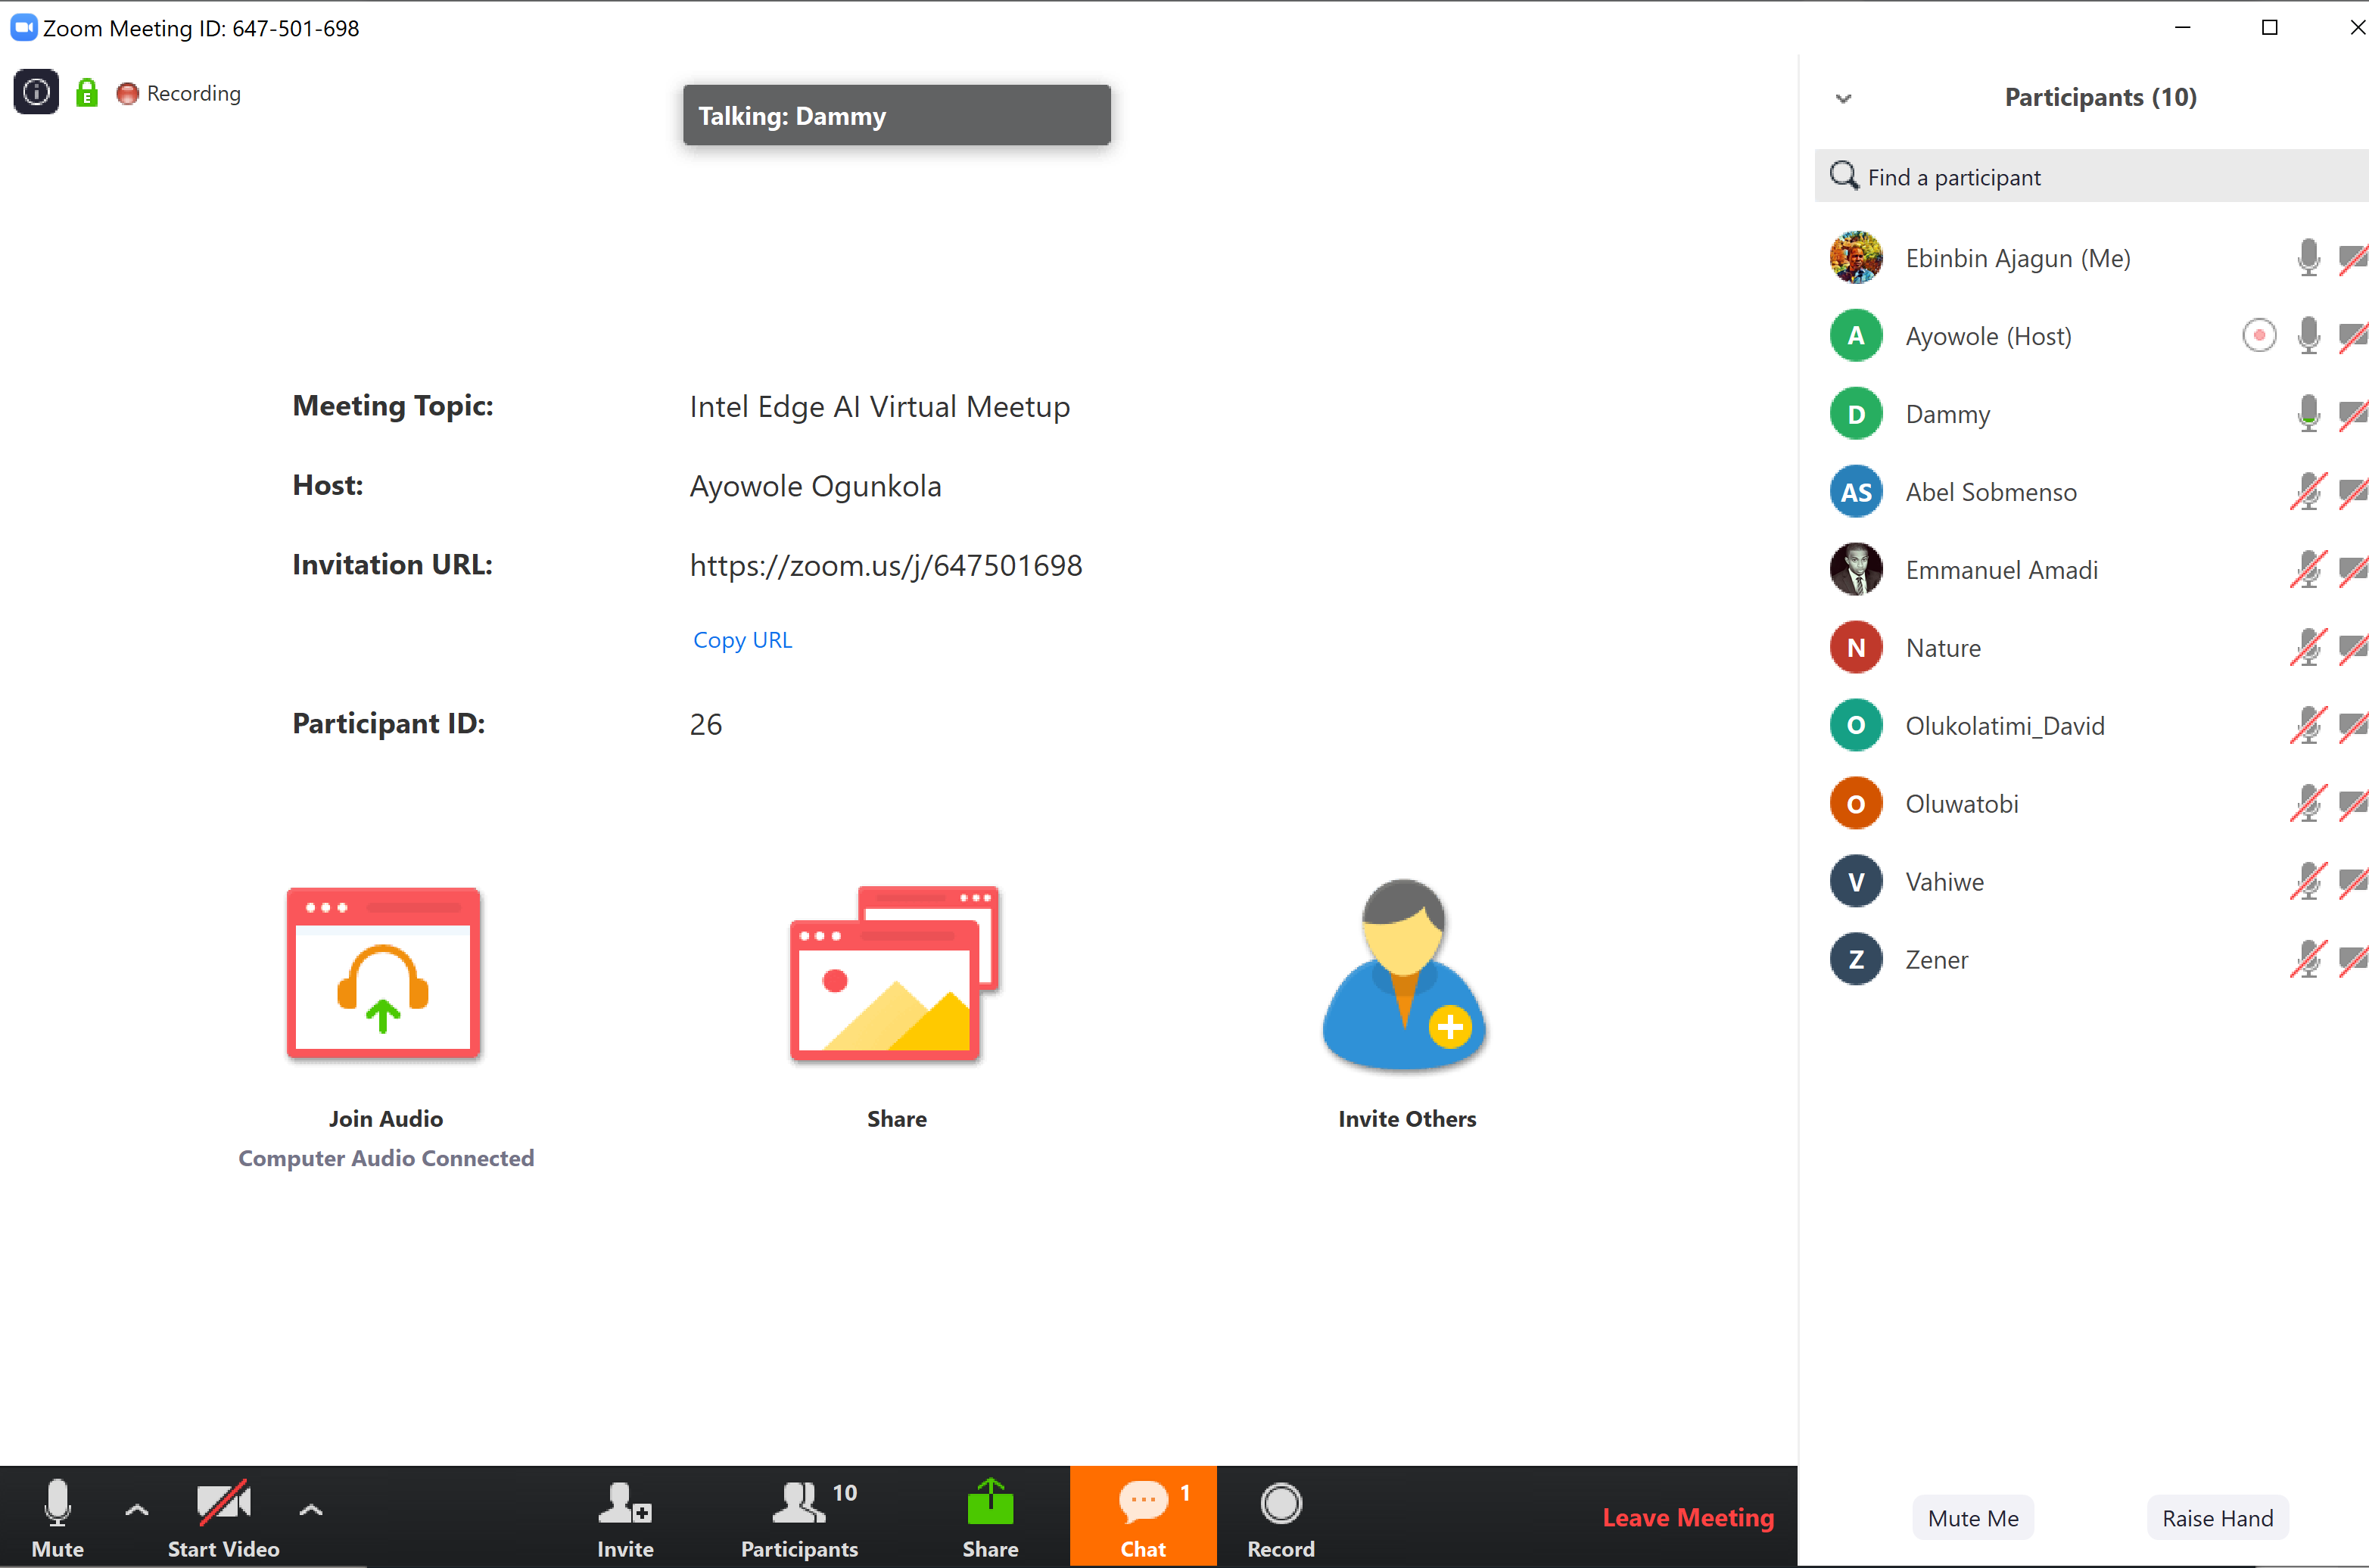 Zoom Meeting ID: 647-501-698
E
Recording
Talking: Dammy
Meeting Topic:
Intel Edge AI Virtual Meetup
Host:
Ayowole Ogunkola
Invitation URL:
https://zoom.us/j/647501698
Copy URL
Participant ID:
26
Join Audio
Computer Audio Connected
Share
Invite Others
Participants (10)
Find a participant
Ebinbin Ajagun (Me)
A Ayowole (Host)
D Dammy
AS Abel Sobmenso
Emmanuel Amadi
N Nature
O Olukolatimi_David
O Oluwatobi
V Vahiwe
Z Zener
Mute Me
Raise Hand
Mute
Start Video
Invite
10
Participants
Share
1
Chat
Record
Leave Meeting